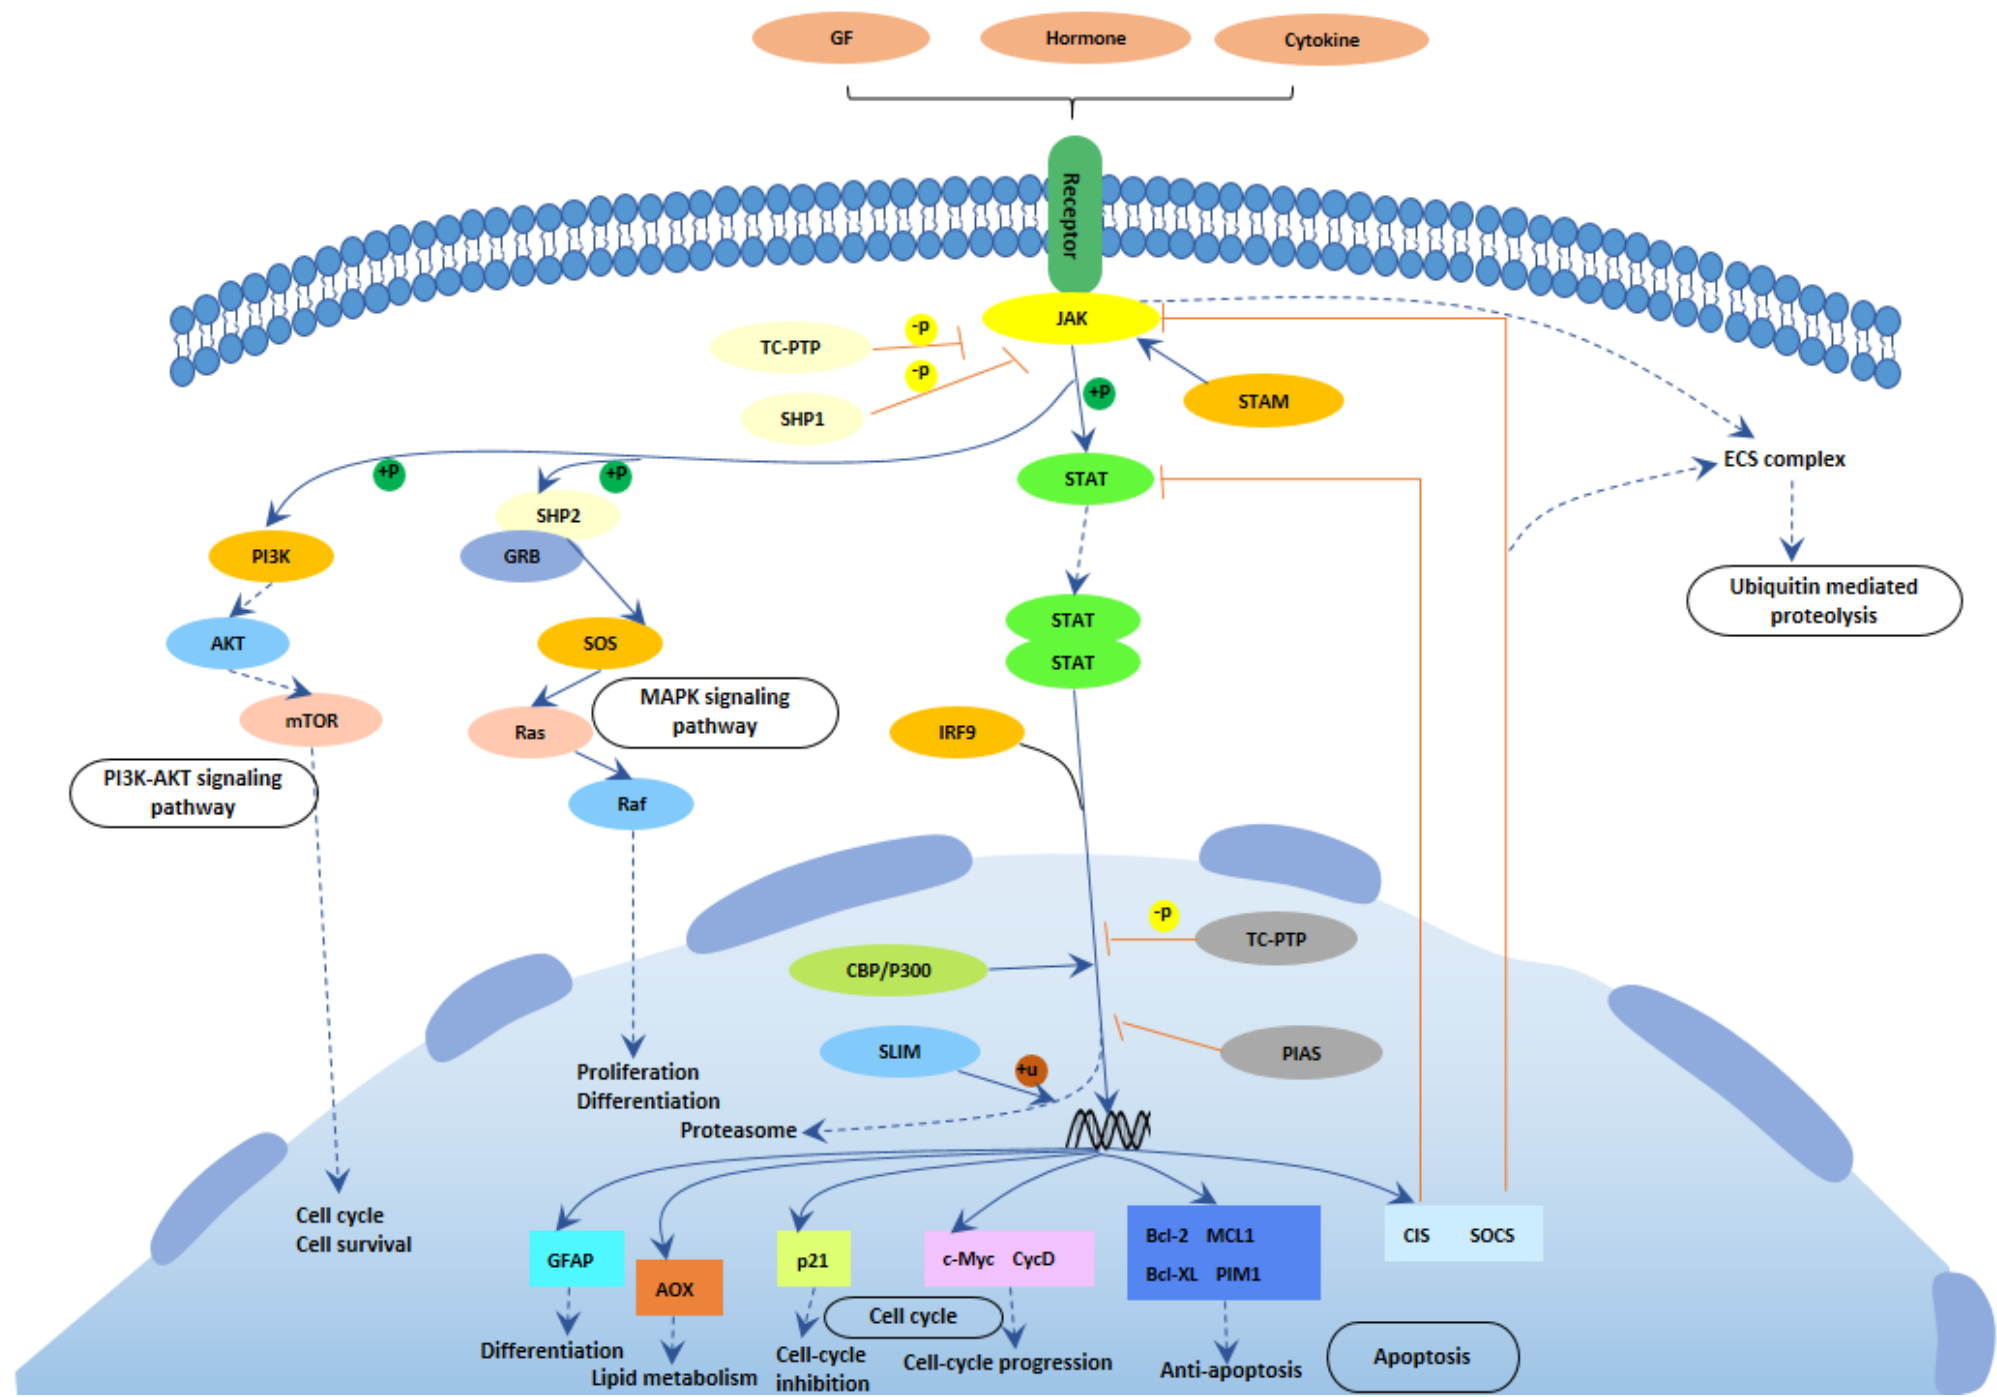 GF
Hormone
Cytokine
Receptor
JAK
TC-PTP
-p
-p
SHP1
+P
STAM
STAT
ECS complex
+P
+P
SHP2
GRB
PI3K
Ubiquitin mediated
proteolysis
AKT
SOS
STAT
STAT
mTOR
Ras
MAPK signaling
pathway
IRF9
PI3K-AKT signaling
pathway
Raf
-p
TC-PTP
CBP/P300
SLIM
+u
PIAS
Proliferation
Differentiation
Proteasome
Cell cycle
Cell survival
GFAP
AOX
p21
c-Myc CycD
Bcl-2 MCL1
Bcl-XL PIM1
CIS SOCS
Cell cycle
Differentiation
Lipid metabolism
Cell-cycle
inhibition
Cell-cycle progression
Anti-apoptosis
Apoptosis